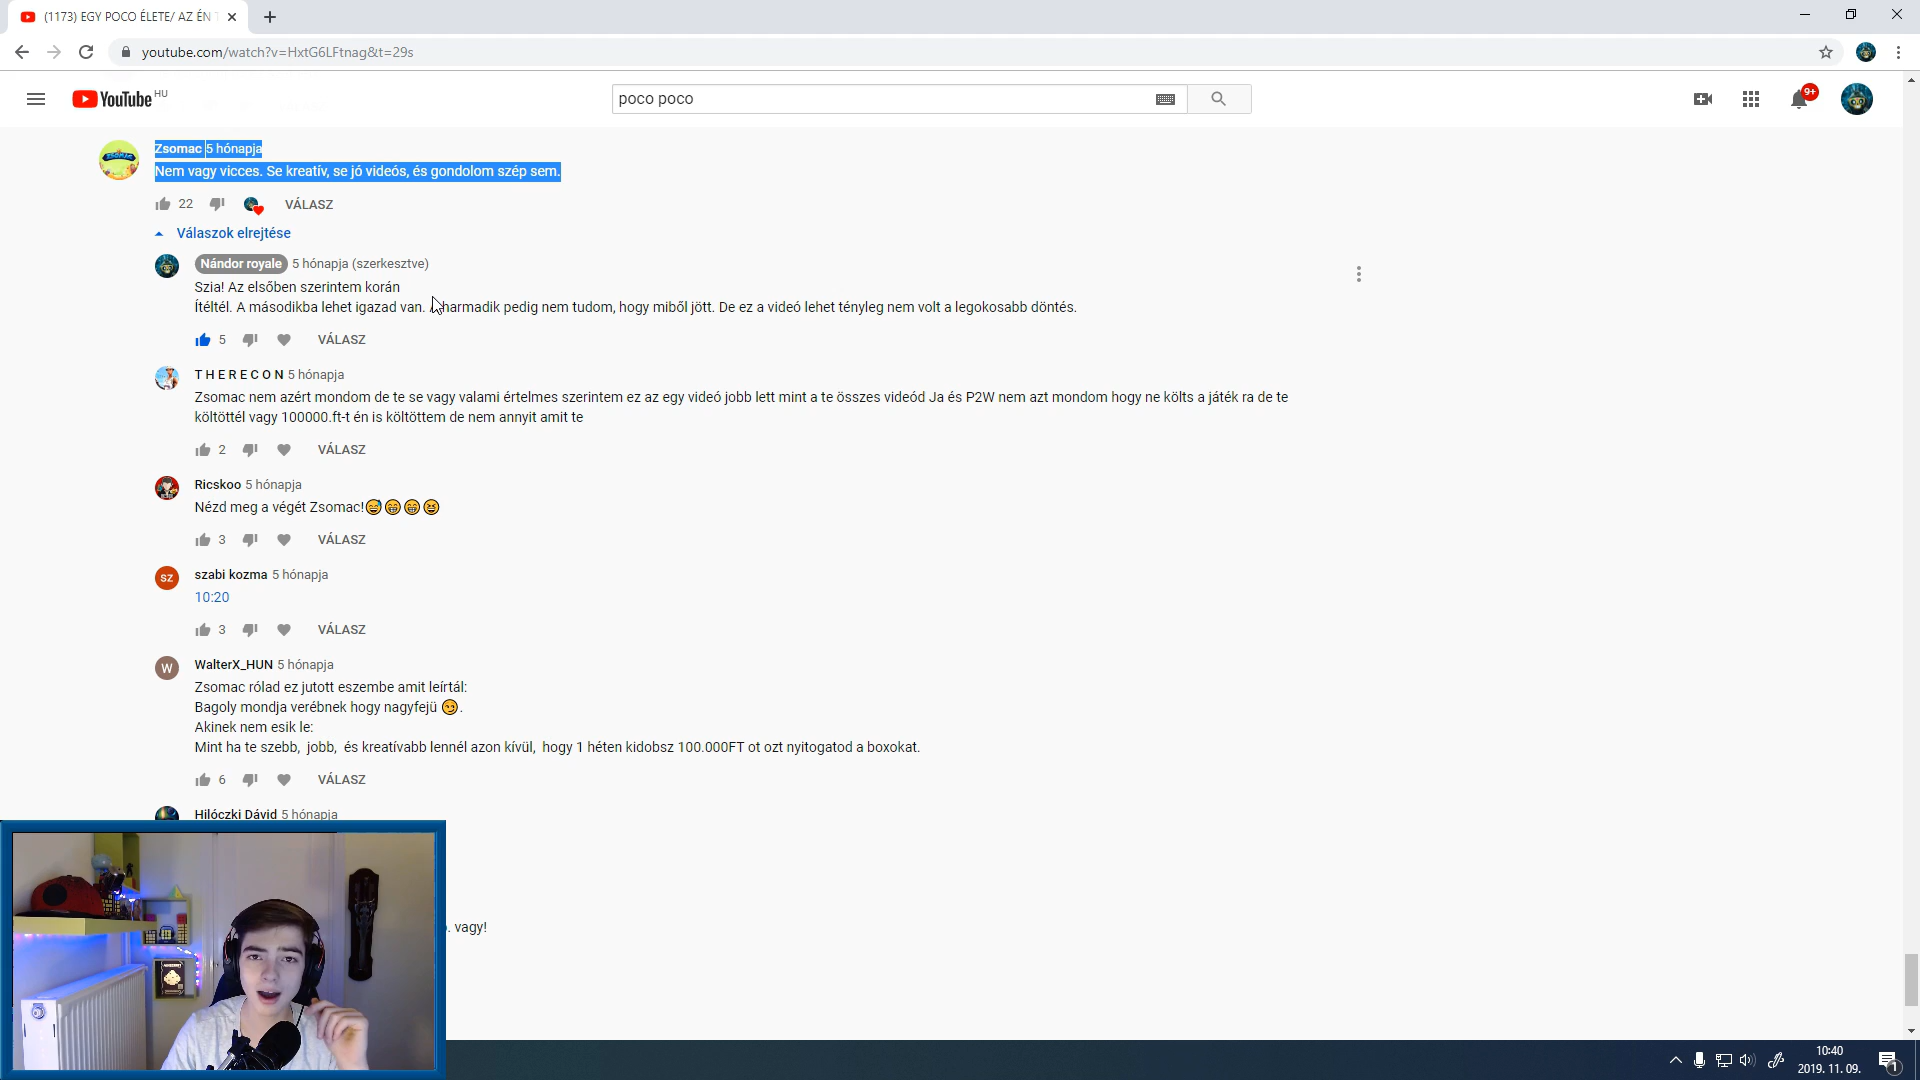 (1173) EGY POCO ÉLETE/ AZ ÉN T
youtube.com/watch?v=HxtG6LFtnag&t=29s
YouTube HU
poco poco
9+
Zsomac 5 hónapja
Nem vagy vicces. Se kreatív, se jó videós, és gondolom szép sem.
22 VÁLASZ
Válaszok elrejtése
Nándor royale 5 hónapja (szerkesztve)
Szia! Az elsőben szerintem korán
Ítéltél. A másodikba lehet igazad van. harmadik pedig nem tudom, hogy miből jött. De ez a videó lehet tényleg nem volt a legokosabb döntés.
5 VÁLASZ
T H E R E C O N 5 hónapja
Zsomac nem azért mondom de te se vagy valami értelmes szerintem ez az egy videó jobb lett mint a te összes videód Ja és P2W nem azt mondom hogy ne költs a játék ra de te
költöttél vagy 100000.ft-t én is költöttem de nem annyit amit te
2 VÁLASZ
Ricskoo 5 hónapja
Nézd meg a végét Zsomac!😅😁😁😆
3 VÁLASZ
SZ szabi kozma 5 hónapja
10:20
3 VÁLASZ
W WalterX_HUN 5 hónapja
Zsomac rólad ez jutott eszembe amit leírtál:
Bagoly mondja verébnek hogy nagyfejü 😏.
Akinek nem esik le:
Mint ha te szebb, jobb, és kreatívabb lennél azon kívül, hogy 1 héten kidobsz 100.000FT ot ozt nyitogatod a boxokat.
6 VÁLASZ
Hilóczki Dávid 5 hónapja
. vagy!
10:40
2019. 11. 09.
1